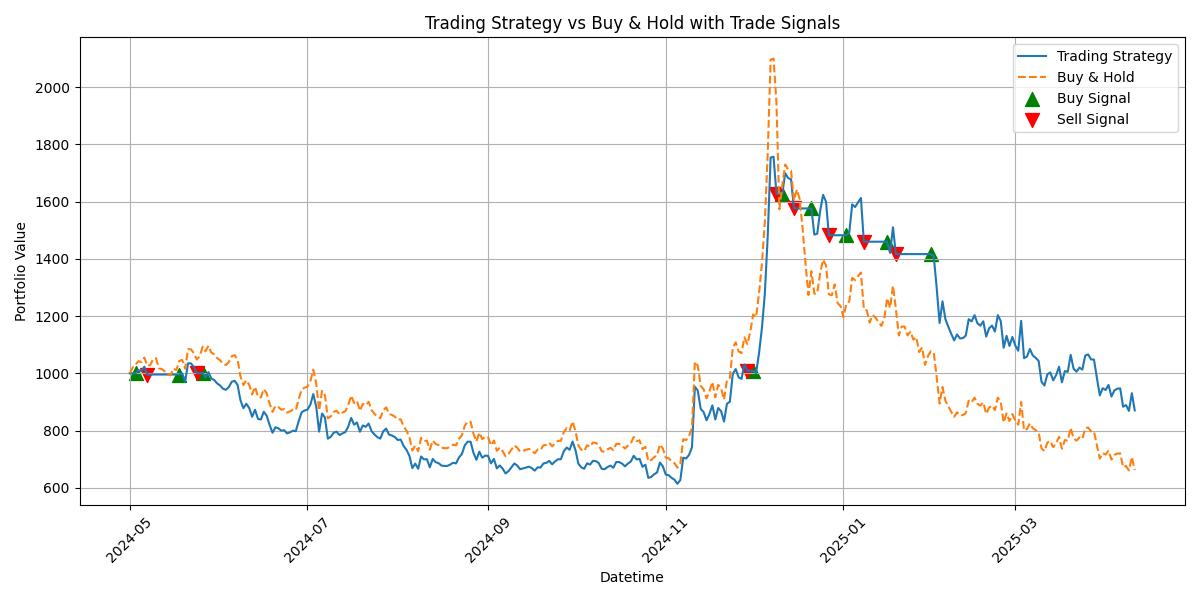 Trading Strategy vs Buy & Hold with Trade Signals
Trading Strategy
Buy & Hold
Buy Signal
Sell Signal
Portfolio Value
2000
1800
1600
1400
1200
1000
800
600
2024-05
2024-07
2024-09
2024-11
2025-01
2025-03
Datetime